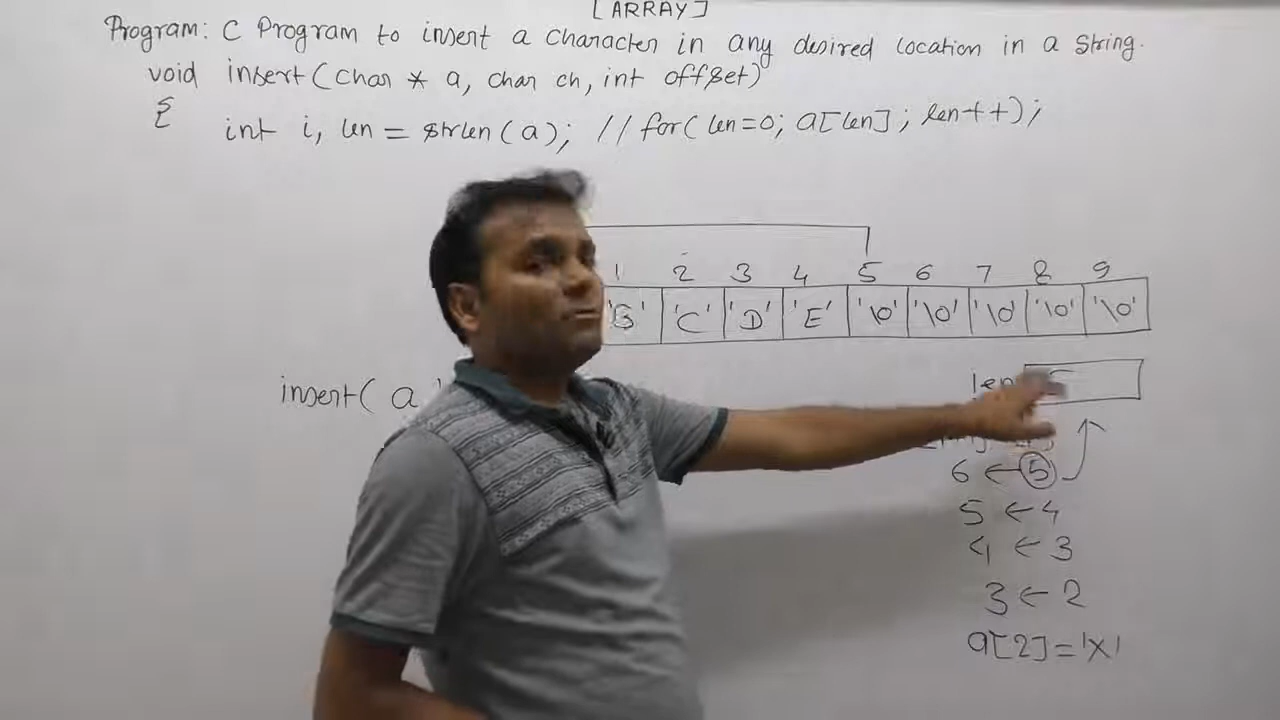 [ARRAY]
Program: C Program to insert a character in any desired location in a string.
void insert(char * a, char ch, int offset)
{
int i, len = strlen(a); // for( len=0; a[len]; len++);
1 2 3 4 5 6 7 8 9
'B' 'C' 'D' 'E' '\0' '\0' '\0' '\0' '\0'
insert( a
len
6 ← 5
5 ← 4
4 ← 3
3 ← 2
a[2]='X'